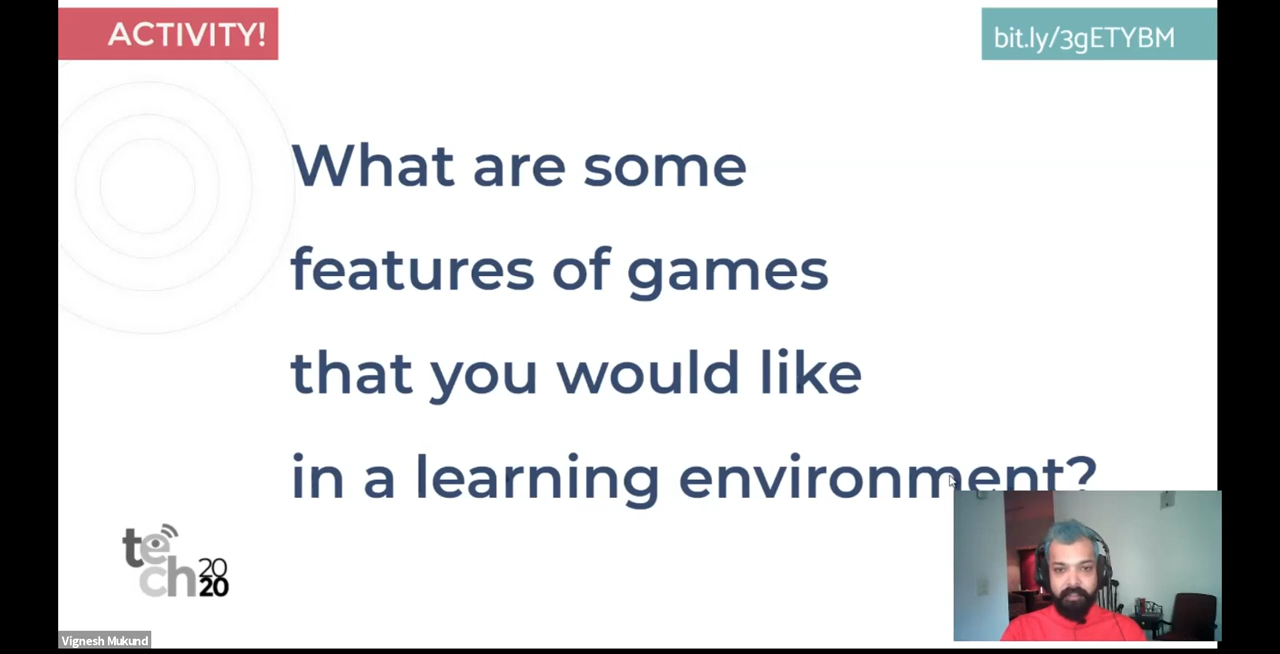 ACTIVITY!
bit.ly/3gETYBM
What are some
features of games
that you would like
in a learning environment?
te
ch 20
20
Vignesh Mukund